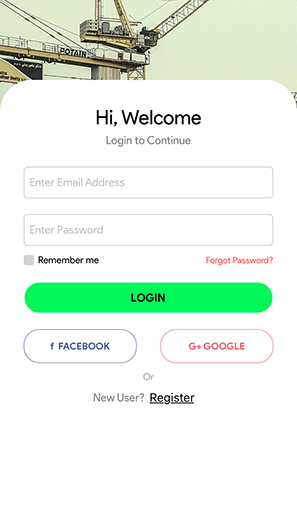 POTAIN
Hi, Welcome
Login to Continue
Enter Email Address
Enter Password
Remember me
Forgot Password?
LOGIN
f FACEBOOK
G+ GOOGLE
Or
New User? Register